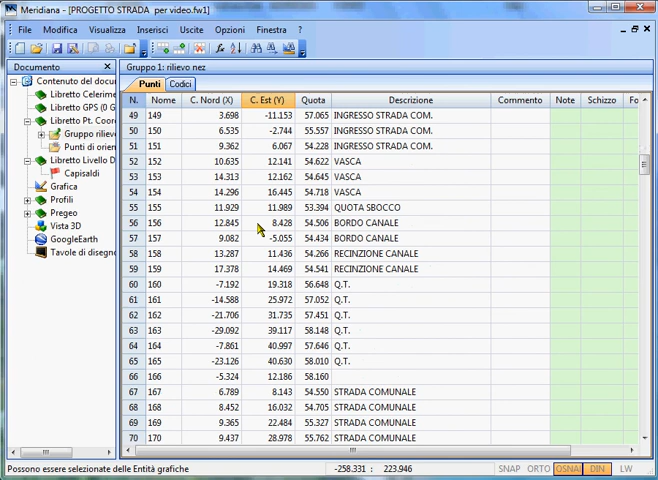 Meridiana - [PROGETTO STRADA per video.fw1]
File Modifica Visualizza Inserisci Uscite Opzioni Finestra ?
Documento
Contenuto del docu
Libretto Celerime
Libretto GPS (0 G
Libretto Pt. Coord
Gruppo riliev
Punti di orien
Libretto Livello D
Capisaldi
Grafica
Profili
Pregeo
Vista 3D
GoogleEarth
Tavole di disegno
Gruppo 1: rilievo nez
Punti Codici
N. Nome C. Nord (X) C. Est (Y) Quota Descrizione Commento Note Schizzo Fo
49 149 3.698 -11.153 57.065 INGRESSO STRADA COM.
50 150 6.535 -2.744 55.557 INGRESSO STRADA COM.
51 151 9.362 6.067 54.228 INGRESSO STRADA COM.
52 152 10.635 12.141 54.622 VASCA
53 153 14.313 12.162 54.645 VASCA
54 154 14.296 16.445 54.718 VASCA
55 155 11.929 11.989 53.394 QUOTA SBOCCO
56 156 12.845 8.428 54.506 BORDO CANALE
57 157 9.082 -5.055 54.434 BORDO CANALE
58 158 13.287 11.436 54.266 RECINZIONE CANALE
59 159 17.378 14.469 54.541 RECINZIONE CANALE
60 160 -7.192 19.318 56.648 Q.T.
61 161 -14.588 25.972 57.052 Q.T.
62 162 -21.706 31.735 57.451 Q.T.
63 163 -29.092 39.117 58.148 Q.T.
64 164 -7.861 40.997 57.646 Q.T.
65 165 -23.126 40.630 58.010 Q.T.
66 166 -5.324 12.186 58.160
67 167 6.789 8.143 54.550 STRADA COMUNALE
68 168 8.452 16.032 54.705 STRADA COMUNALE
69 169 9.365 22.484 55.327 STRADA COMUNALE
70 170 9.437 28.978 55.762 STRADA COMUNALE
Possono essere selezionate delle Entità grafiche -258.331 : 223.946 SNAP ORTO OSNAP DIN LW